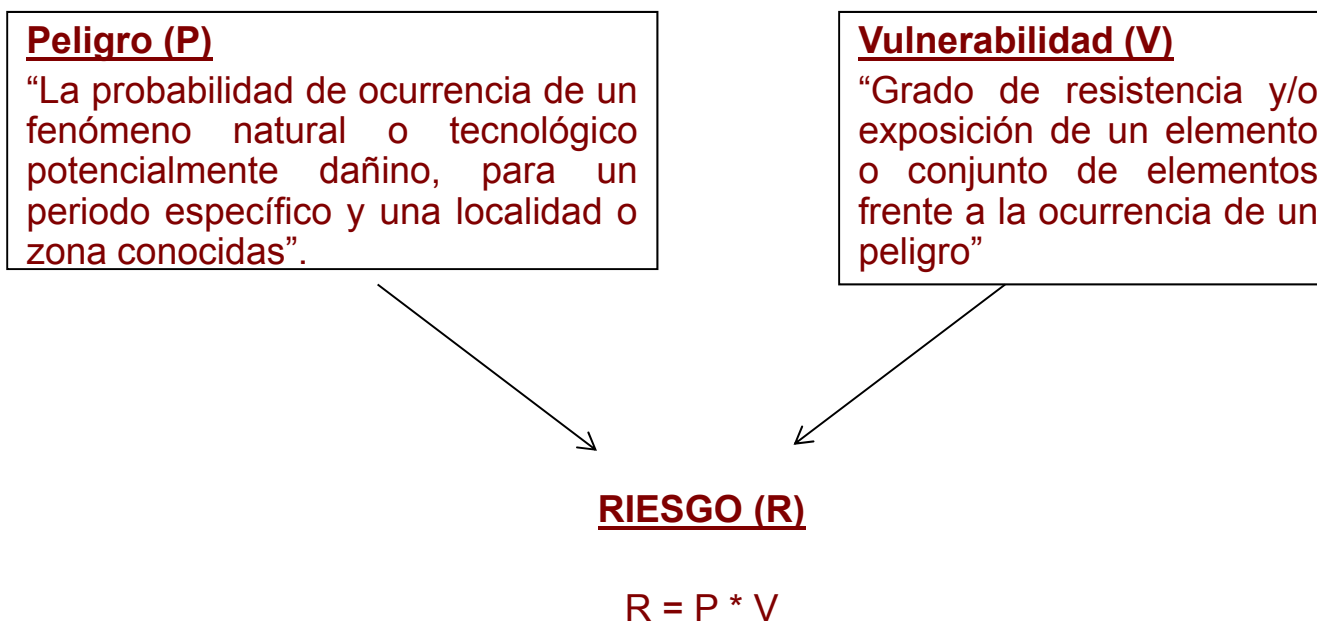 Peligro (P)
“La probabilidad de ocurrencia de un
fenómeno natural o tecnológico
potencialmente dañino, para un
periodo específico y una localidad o
zona conocidas”.
Vulnerabilidad (V)
“Grado de resistencia y/o
exposición de un elemento
o conjunto de elementos
frente a la ocurrencia de un
peligro”
RIESGO (R)
R = P * V